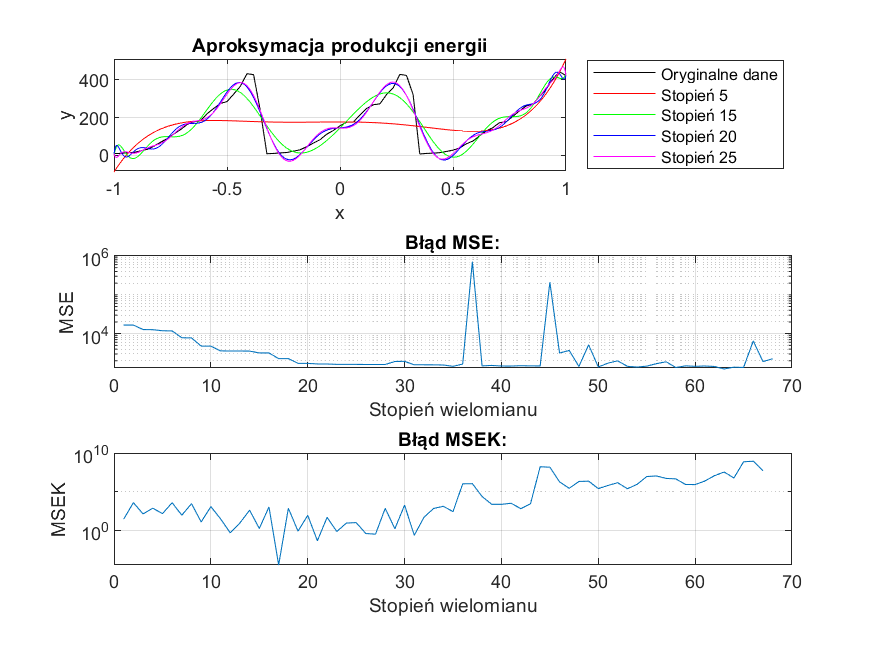 Aproksymacja produkcji energii
400
200
0
y
-1
-0.5
0
0.5
1
x
Oryginalne dane
Stopień 5
Stopień 15
Stopień 20
Stopień 25
Błąd MSE:
10^6
10^4
MSE
0
10
20
30
40
50
60
70
Stopień wielomianu
Błąd MSEK:
10^10
10^0
MSEK
0
10
20
30
40
50
60
70
Stopień wielomianu